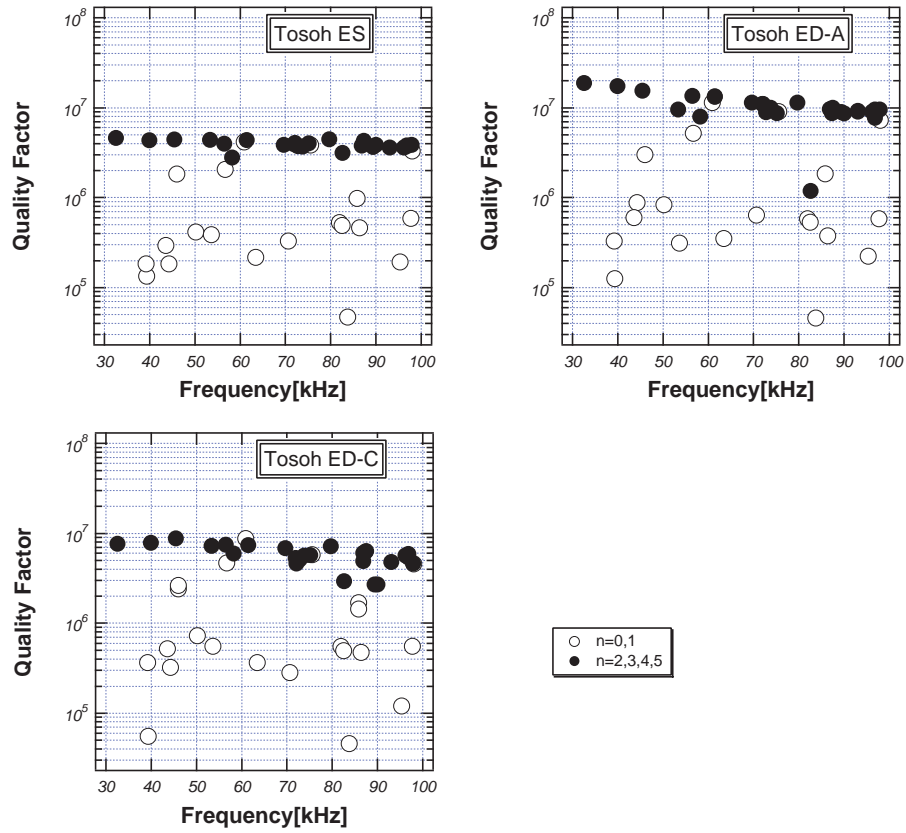 Tosoh ES
Quality Factor
10^8
10^7
10^6
10^5
30 40 50 60 70 80 90 100
Frequency[kHz]
Tosoh ED-A
Quality Factor
10^8
10^7
10^6
10^5
30 40 50 60 70 80 90 100
Frequency[kHz]
Tosoh ED-C
Quality Factor
10^8
10^7
10^6
10^5
30 40 50 60 70 80 90 100
Frequency[kHz]
n=0,1
n=2,3,4,5